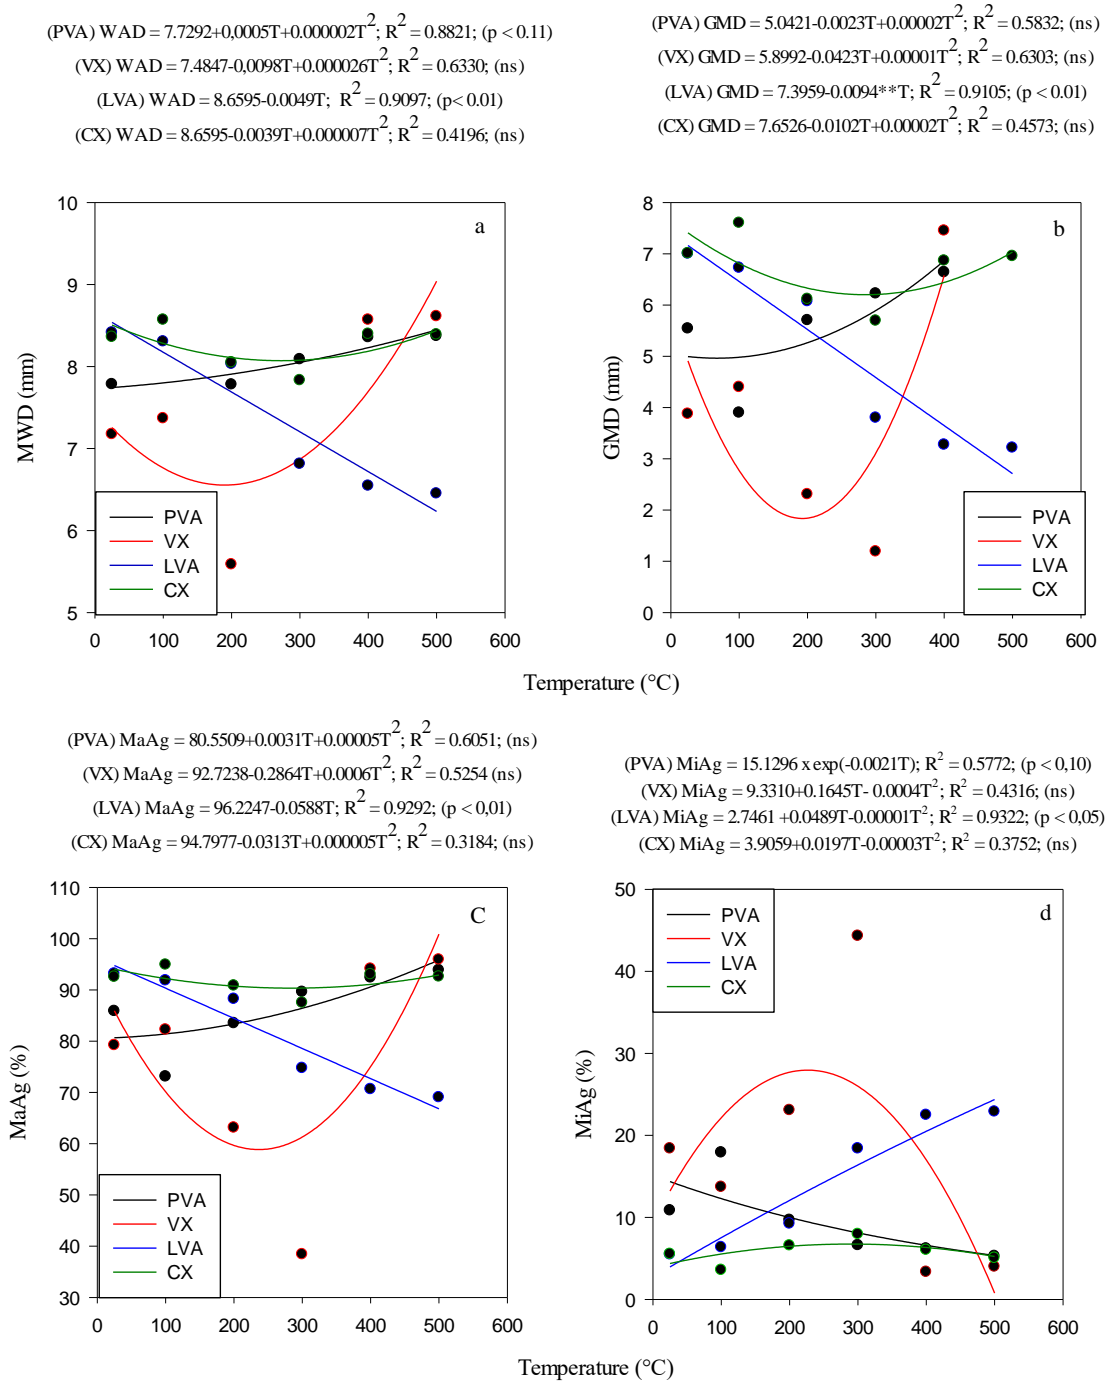 (PVA) WAD = 7.7292+0,0005T+0.000002T²; R² = 0.8821; (p < 0.11)
(VX) WAD = 7.4847-0,0098T+0.000026T²; R² = 0.6330; (ns)
(LVA) WAD = 8.6595-0.0049T; R² = 0.9097; (p< 0.01)
(CX) WAD = 8.6595-0.0039T+0.000007T²; R² = 0.4196; (ns)
(PVA) GMD = 5.0421-0.0023T+0.00002T²; R² = 0.5832; (ns)
(VX) GMD = 5.8992-0.0423T+0.00001T²; R² = 0.6303; (ns)
(LVA) GMD = 7.3959-0.0094**T; R² = 0.9105; (p < 0.01)
(CX) GMD = 7.6526-0.0102T+0.00002T²; R² = 0.4573; (ns)
10
9
8
7
6
5
MWD (mm)
a
PVA
VX
LVA
CX
0 100 200 300 400 500 600
8
7
6
5
4
3
2
1
0
GMD (mm)
b
PVA
VX
LVA
CX
0 100 200 300 400 500 600
Temperature (°C)
(PVA) MaAg = 80.5509+0.0031T+0.00005T²; R² = 0.6051; (ns)
(VX) MaAg = 92.7238-0.2864T+0.0006T²; R² = 0.5254 (ns)
(LVA) MaAg = 96.2247-0.0588T; R² = 0.9292; (p < 0,01)
(CX) MaAg = 94.7977-0.0313T+0.000005T²; R² = 0.3184; (ns)
(PVA) MiAg = 15.1296 x exp(-0.0021T); R² = 0.5772; (p < 0,10)
(VX) MiAg = 9.3310+0.1645T- 0.0004T²; R² = 0.4316; (ns)
(LVA) MiAg = 2.7461 +0.0489T-0.00001T²; R² = 0.9322; (p < 0,05)
(CX) MiAg = 3.9059+0.0197T-0.00003T²; R² = 0.3752; (ns)
110
100
90
80
70
60
50
40
30
MaAg (%)
C
PVA
VX
LVA
CX
0 100 200 300 400 500 600
50
40
30
20
10
0
MiAg (%)
d
PVA
VX
LVA
CX
0 100 200 300 400 500 600
Temperature (°C)